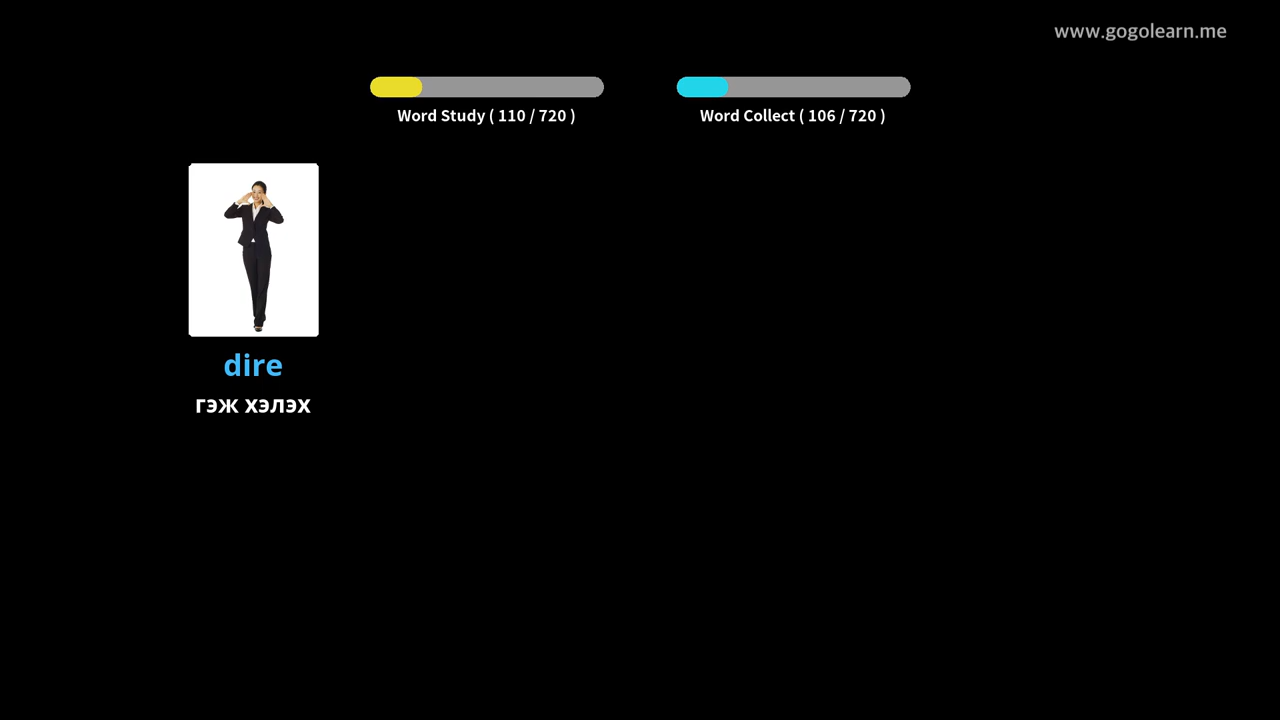 www.gogolearn.me
Word Study ( 110 / 720 )
Word Collect ( 106 / 720 )
dire
гэж хэлэх